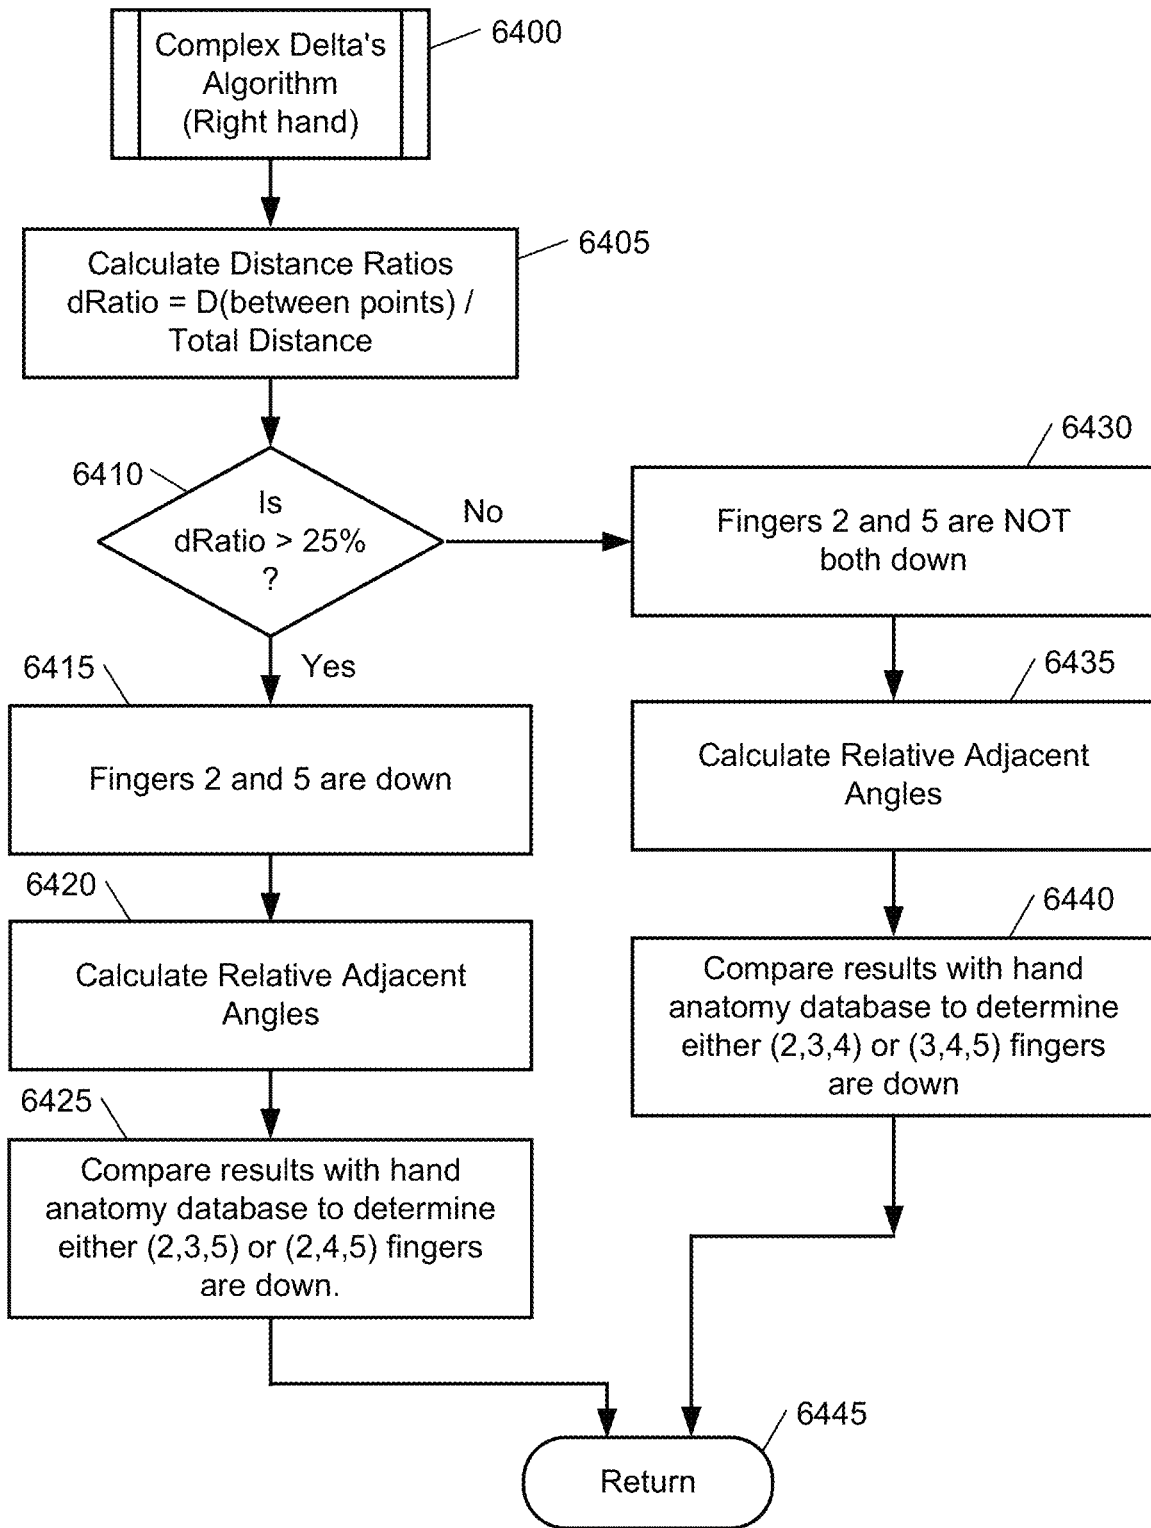 Complex Delta's
Algorithm
(Right hand)
6400
Calculate Distance Ratios
dRatio = D(between points) /
Total Distance
6405
6410
Is
dRatio > 25%
?
No
Yes
6430
Fingers 2 and 5 are NOT
both down
6415
Fingers 2 and 5 are down
6435
Calculate Relative Adjacent
Angles
6420
Calculate Relative Adjacent
Angles
6440
Compare results with hand
anatomy database to determine
either (2,3,4) or (3,4,5) fingers
are down
6425
Compare results with hand
anatomy database to determine
either (2,3,5) or (2,4,5) fingers
are down.
6445
Return